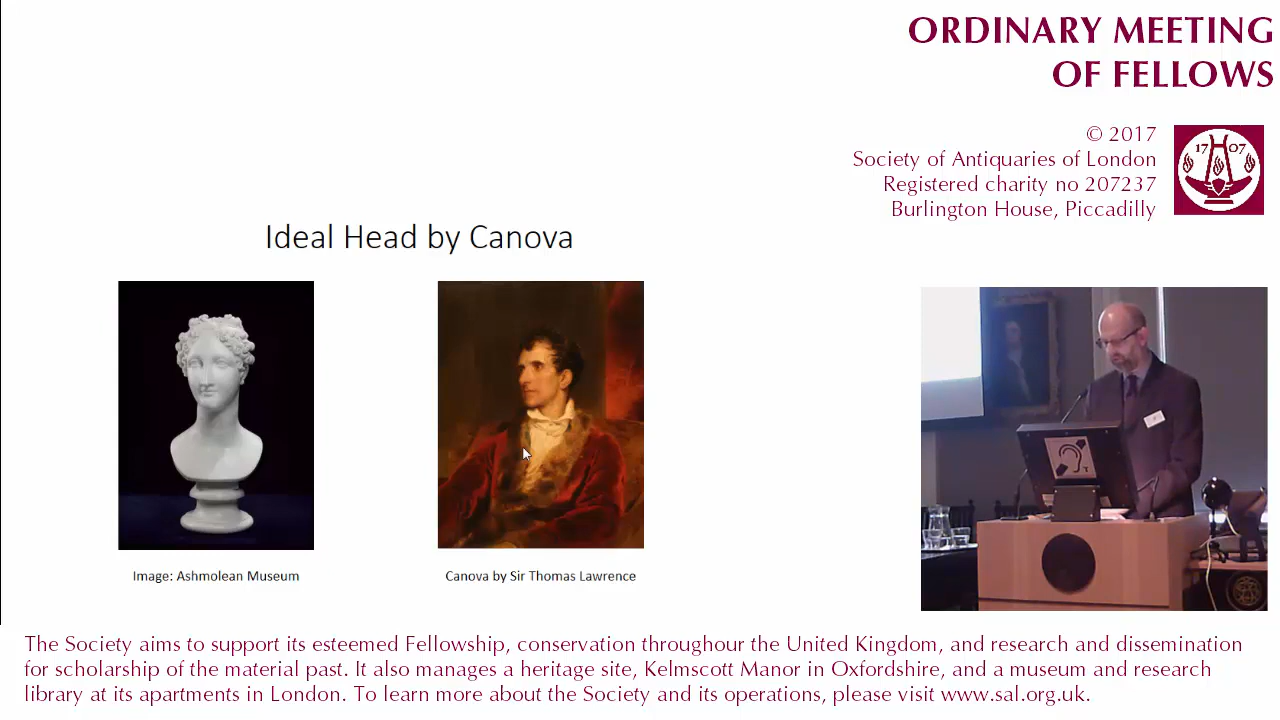 ORDINARY MEETING
OF FELLOWS
© 2017
Society of Antiquaries of London
Registered charity no 207237
Burlington House, Piccadilly
17 07
Ideal Head by Canova
Image: Ashmolean Museum
Canova by Sir Thomas Lawrence
T
The Society aims to support its esteemed Fellowship, conservation throughour the United Kingdom, and research and dissemination
for scholarship of the material past. It also manages a heritage site, Kelmscott Manor in Oxfordshire, and a museum and research
library at its apartments in London. To learn more about the Society and its operations, please visit www.sal.org.uk.